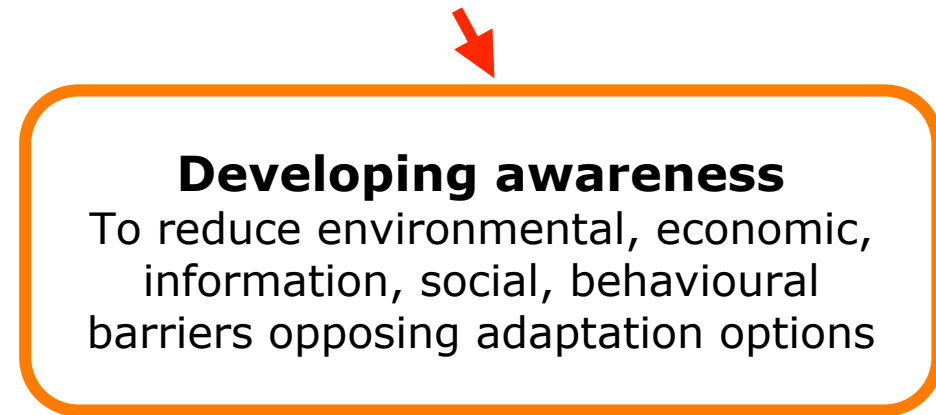 Developing awareness
To reduce environmental, economic,
information, social, behavioural
barriers opposing adaptation options